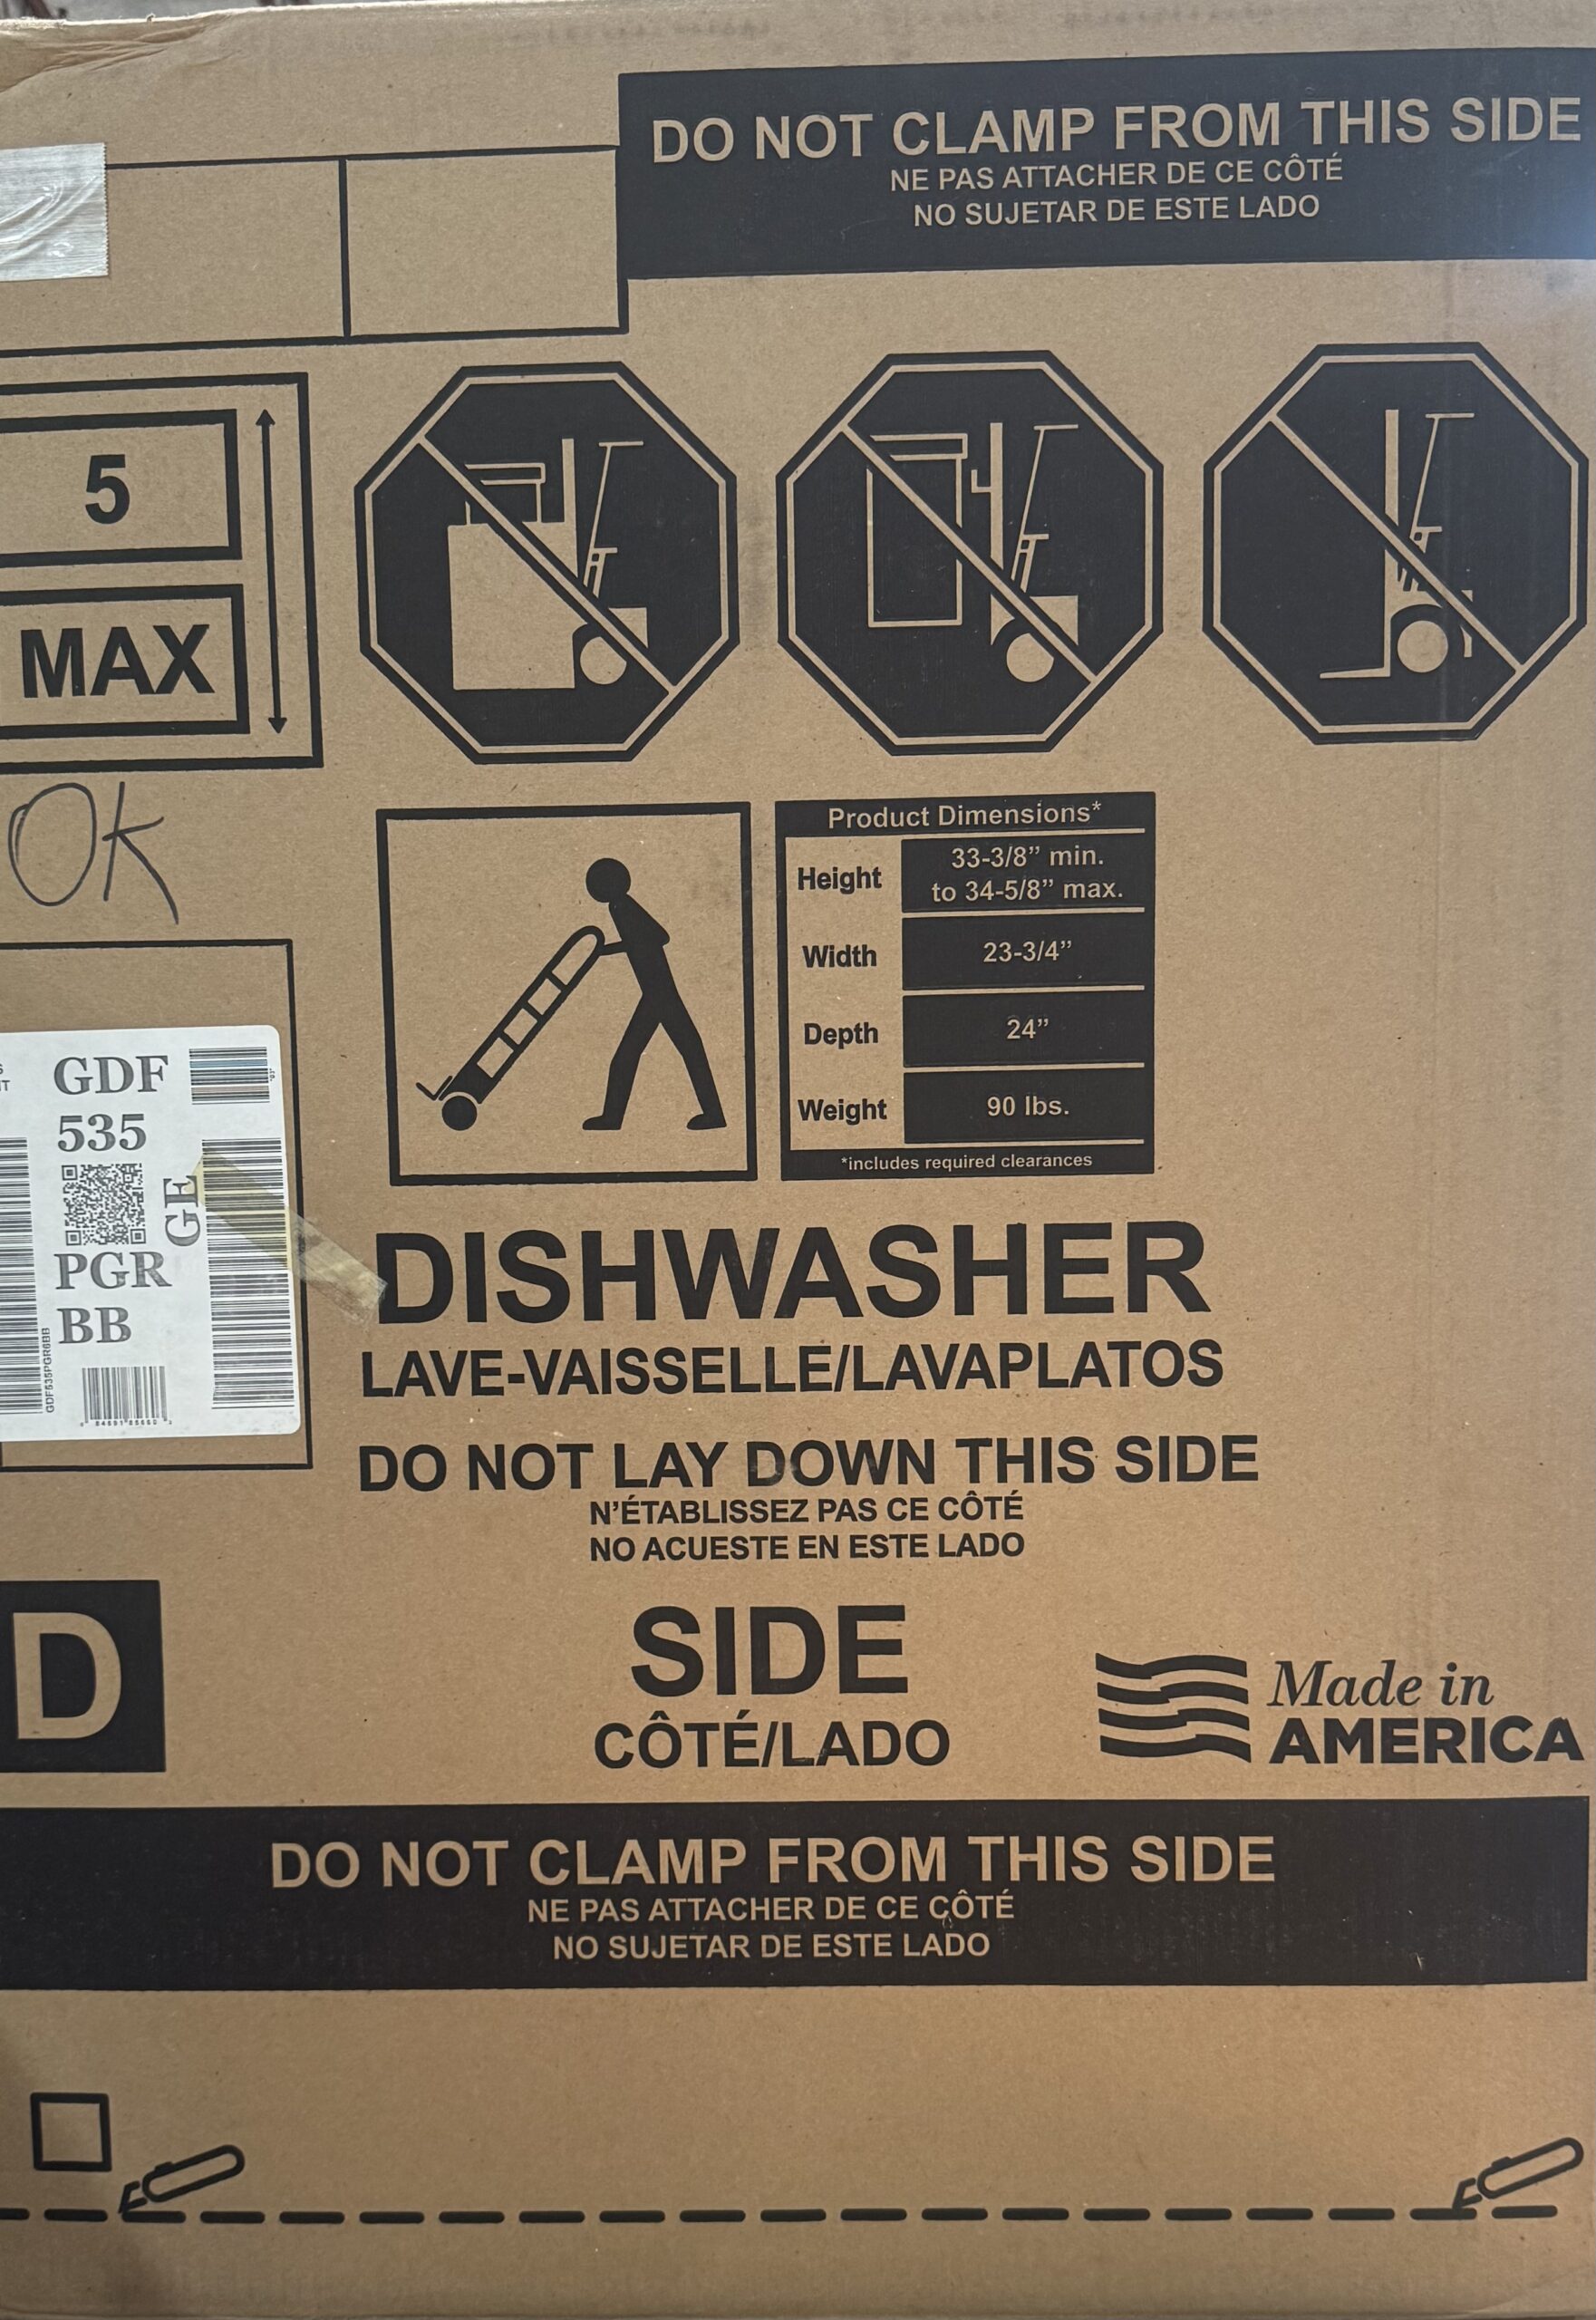 DO NOT CLAMP FROM THIS SIDE
NE PAS ATTACHER DE CE CÔTÉ
NO SUJETAR DE ESTE LADO
5
MAX
OK
Product Dimensions*
Height 33-3/8” min.
to 34-5/8” max.
Width 23-3/4”
Depth 24”
Weight 90 lbs.
*includes required clearances
GDF
535
GE
PGR
BB
DISHWASHER
LAVE-VAISSELLE/LAVAPLATOS
DO NOT LAY DOWN THIS SIDE
N’ÉTABLISSEZ PAS CE CÔTÉ
NO ACUESTE EN ESTE LADO
D
SIDE
CÔTÉ/LADO
Made in
AMERICA
DO NOT CLAMP FROM THIS SIDE
NE PAS ATTACHER DE CE CÔTÉ
NO SUJETAR DE ESTE LADO